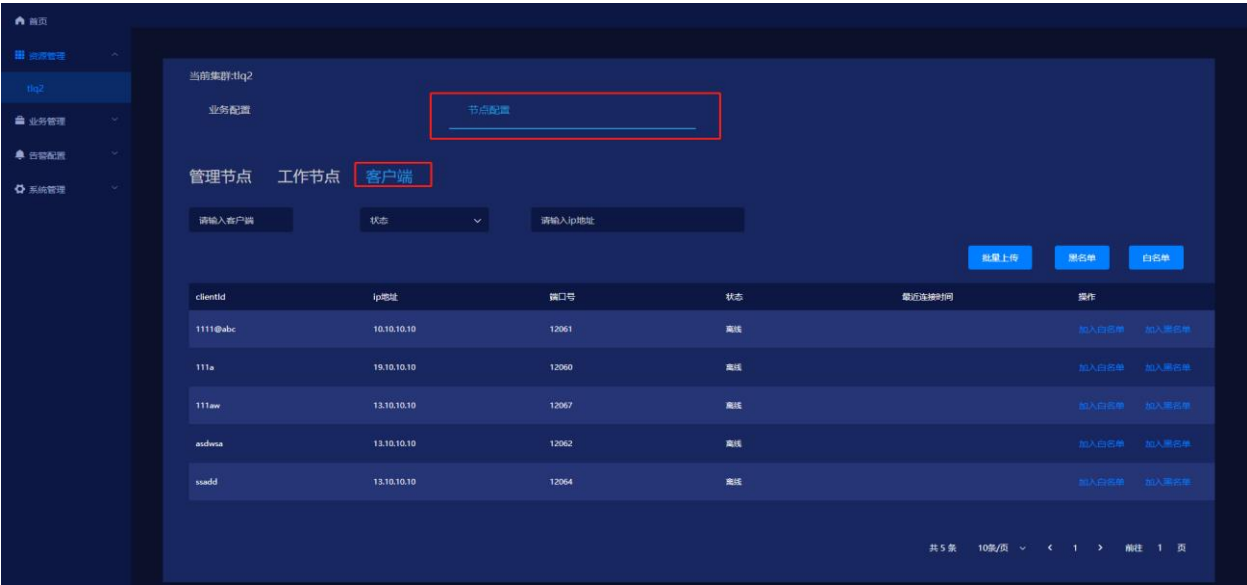 首页
资源管理
tlq2
业务管理
告警配置
系统管理
当前集群:tlq2
业务配置 节点配置
管理节点 工作节点 客户端
请输入客户端 状态 请输入ip地址
批量上传 黑名单 白名单
clientId ip地址 端口号 状态 最近连接时间 操作
1111@abc 10.10.10.10 12061 离线 加入白名单 加入黑名单
111a 19.10.10.10 12060 离线 加入白名单 加入黑名单
111aw 13.10.10.10 12067 离线 加入白名单 加入黑名单
asdwsa 13.10.10.10 12062 离线 加入白名单 加入黑名单
ssadd 13.10.10.10 12064 离线 加入白名单 加入黑名单
共 5 条 10条/页 < 1 > 前往 1 页